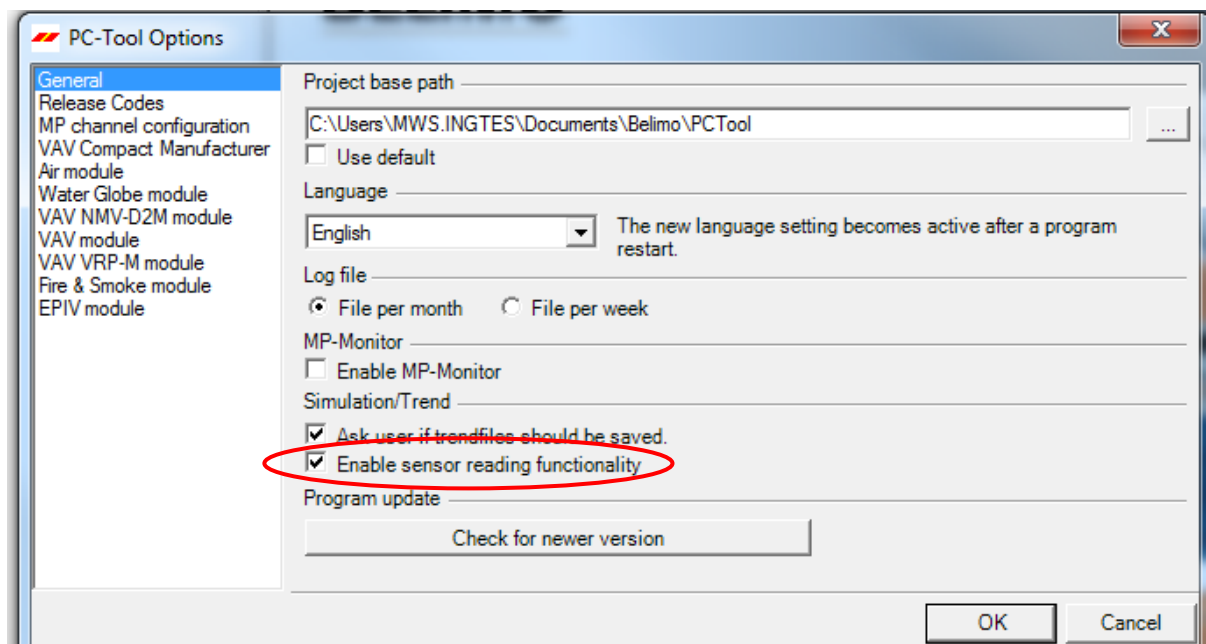 PC-Tool Options
General
Release Codes
MP channel configuration
VAV Compact Manufacturer
Air module
Water Globe module
VAV NMV-D2M module
VAV module
VAV VRP-M module
Fire & Smoke module
EPIV module
Project base path
C:\Users\MWS.INGTES\Documents\Belimo\PCTool
...
Use default
Language
English
The new language setting becomes active after a program
restart.
Log file
File per month
File per week
MP-Monitor
Enable MP-Monitor
Simulation/Trend
Ask user if trendfiles should be saved.
Enable sensor reading functionality
Program update
Check for newer version
OK
Cancel